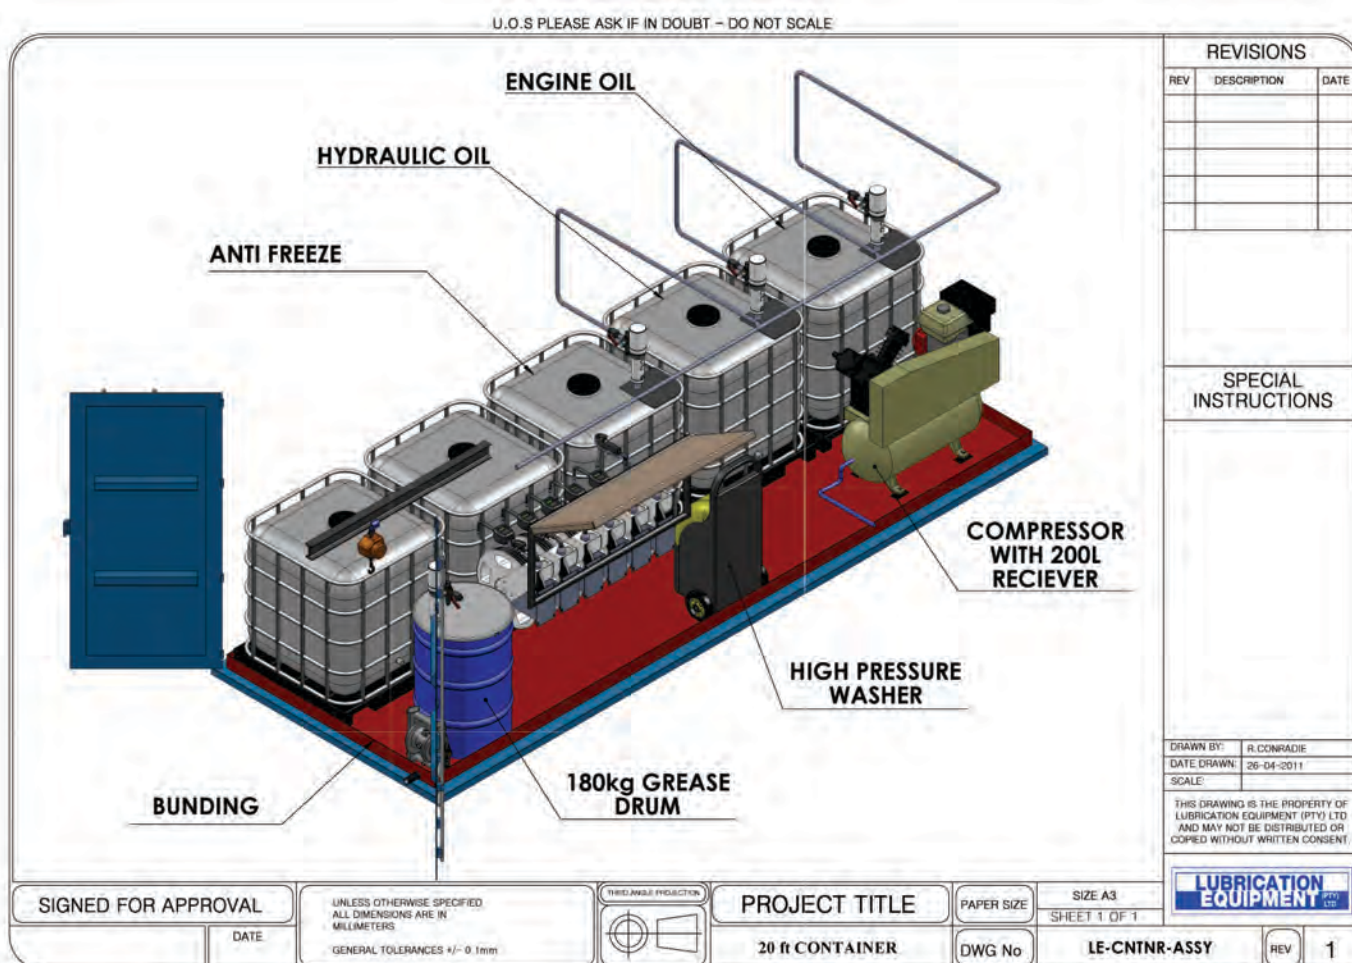 U.O.S PLEASE ASK IF IN DOUBT - DO NOT SCALE
REVISIONS
REV DESCRIPTION DATE
ENGINE OIL
HYDRAULIC OIL
ANTI FREEZE
SPECIAL
INSTRUCTIONS
COMPRESSOR
WITH 200L
RECIEVER
HIGH PRESSURE
WASHER
180kg GREASE
DRUM
BUNDING
DRAWN BY: R.CONRADIE
DATE DRAWN: 26-04-2011
SCALE:
THIS DRAWING IS THE PROPERTY OF
LUBRICATION EQUIPMENT (PTY) LTD
AND MAY NOT BE DISTRIBUTED OR
COPIED WITHOUT WRITTEN CONSENT
LUBRICATION
EQUIPMENT (PTY) LTD
SIGNED FOR APPROVAL
DATE
UNLESS OTHERWISE SPECIFIED
ALL DIMENSIONS ARE IN
MILLIMETERS
GENERAL TOLERANCES +/- 0.1mm
THIRD ANGLE PROJECTION
PROJECT TITLE
20 ft CONTAINER
PAPER SIZE
SIZE A3
SHEET 1 OF 1
DWG No
LE-CNTNR-ASSY
REV
1